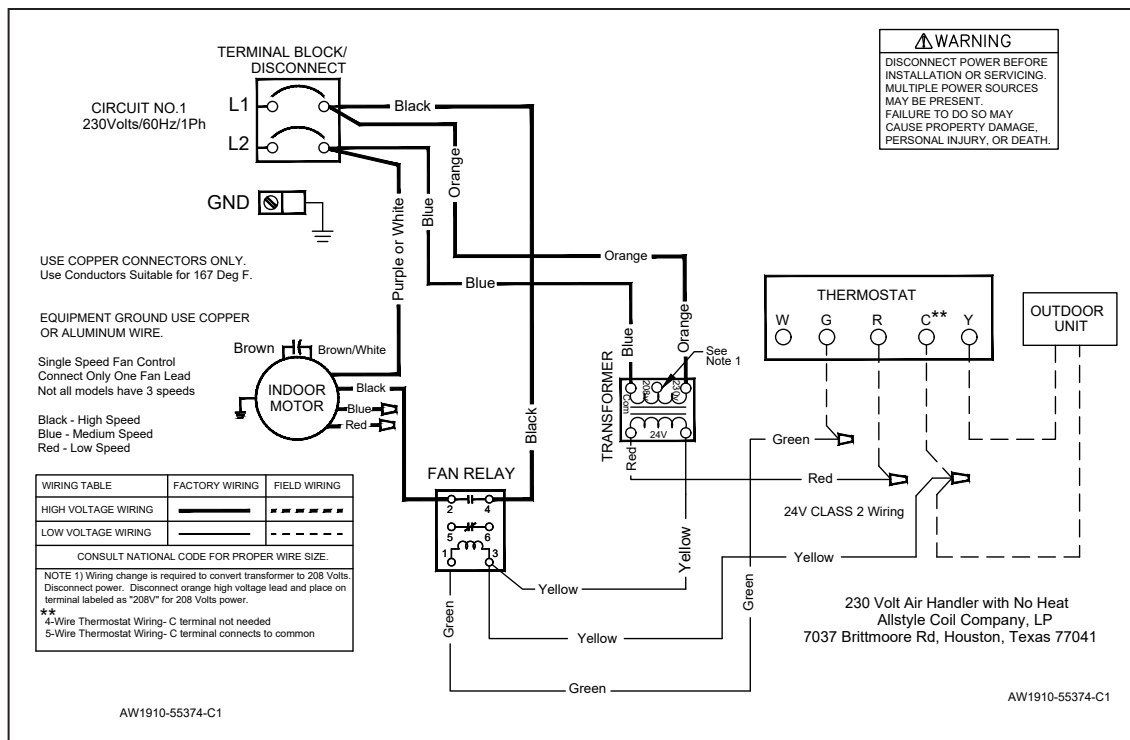 TERMINAL BLOCK/
DISCONNECT
CIRCUIT NO.1
230Volts/60Hz/1Ph
L1
L2
GND
Black
Orange
Blue
Purple or White
Orange
Blue
Blue
Orange
Black
⚠WARNING
DISCONNECT POWER BEFORE
INSTALLATION OR SERVICING.
MULTIPLE POWER SOURCES
MAY BE PRESENT.
FAILURE TO DO SO MAY
CAUSE PROPERTY DAMAGE,
PERSONAL INJURY, OR DEATH.
USE COPPER CONNECTORS ONLY.
Use Conductors Suitable for 167 Deg F.
EQUIPMENT GROUND USE COPPER
OR ALUMINUM WIRE.
Single Speed Fan Control
Connect Only One Fan Lead
Not all models have 3 speeds
Black - High Speed
Blue - Medium Speed
Red - Low Speed
Brown
Brown/White
INDOOR
MOTOR
Black
Blue
Red
See
Note 1
TRANSFORMER
Com
208v
230v
24V
Red
Yellow
THERMOSTAT
W G R C** Y
OUTDOOR
UNIT
Green
Red
24V CLASS 2 Wiring
Yellow
FAN RELAY
2 4
5 6
1 3
Green
Yellow
Yellow
Green
WIRING TABLE FACTORY WIRING FIELD WIRING
HIGH VOLTAGE WIRING
LOW VOLTAGE WIRING
CONSULT NATIONAL CODE FOR PROPER WIRE SIZE.
NOTE 1) Wiring change is required to convert transformer to 208 Volts.
Disconnect power. Disconnect orange high voltage lead and place on
terminal labeled as "208V" for 208 Volts power.
**
4-Wire Thermostat Wiring- C terminal not needed
5-Wire Thermostat Wiring- C terminal connects to common
230 Volt Air Handler with No Heat
Allstyle Coil Company, LP
7037 Brittmoore Rd, Houston, Texas 77041
AW1910-55374-C1
AW1910-55374-C1